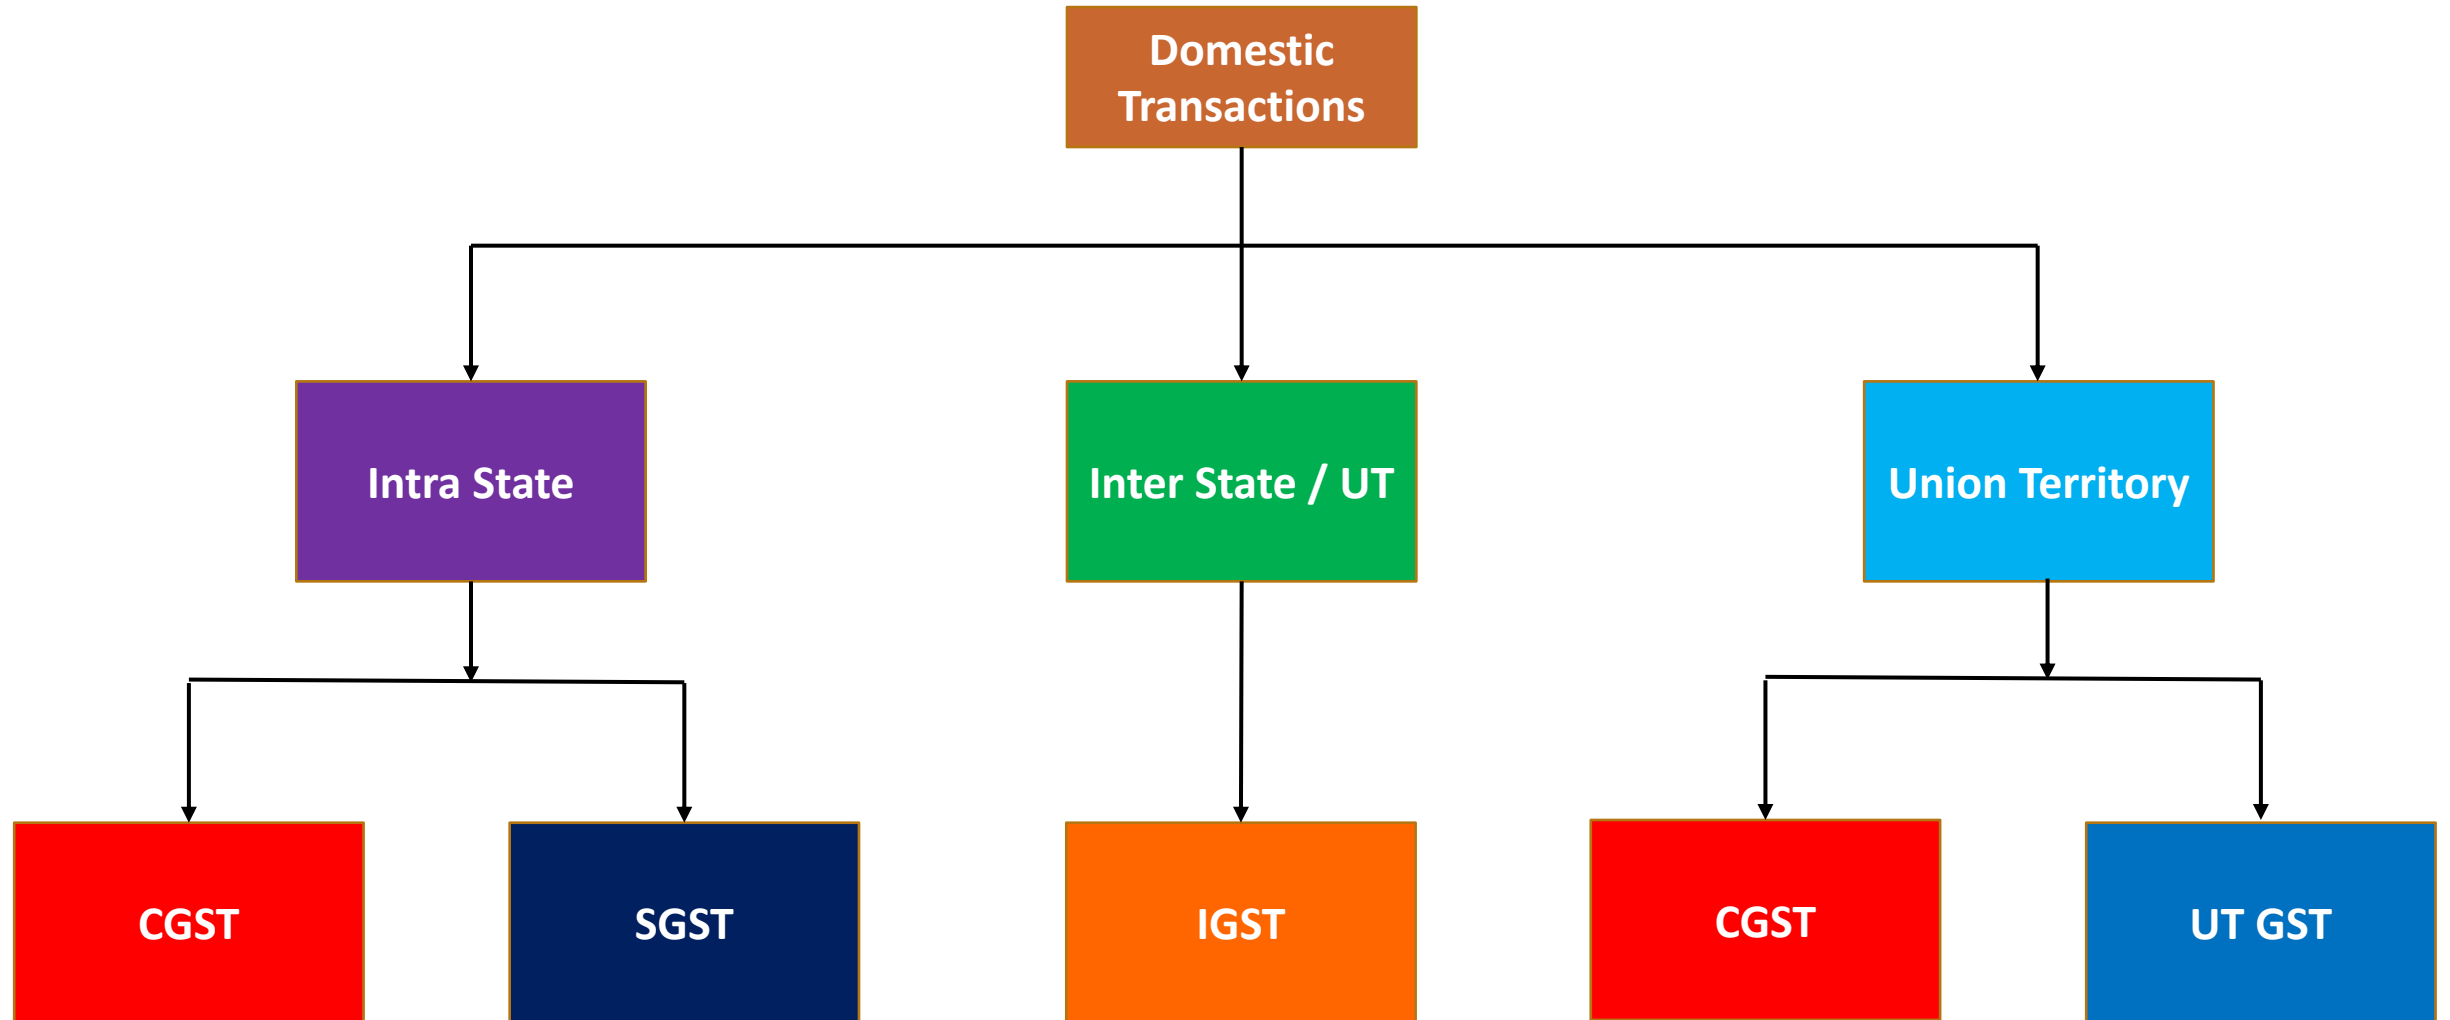 Domestic
Transactions
Intra State
Inter State / UT
Union Territory
CGST
SGST
IGST
CGST
UT GST